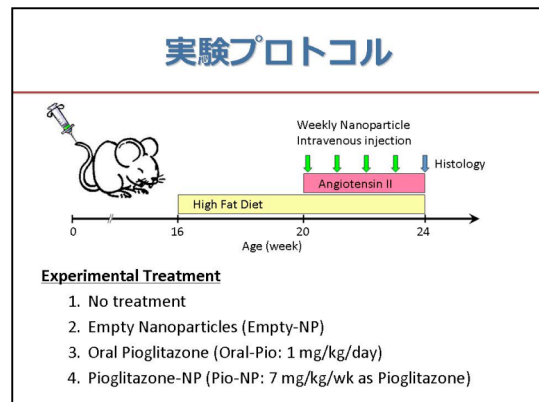 実験プロトコル
Weekly Nanoparticle
Intravenous injection
Histology
Angiotensin II
High Fat Diet
0 16 20 24
Age (week)
Experimental Treatment
1. No treatment
2. Empty Nanoparticles (Empty-NP)
3. Oral Pioglitazone (Oral-Pio: 1 mg/kg/day)
4. Pioglitazone-NP (Pio-NP: 7 mg/kg/wk as Pioglitazone)